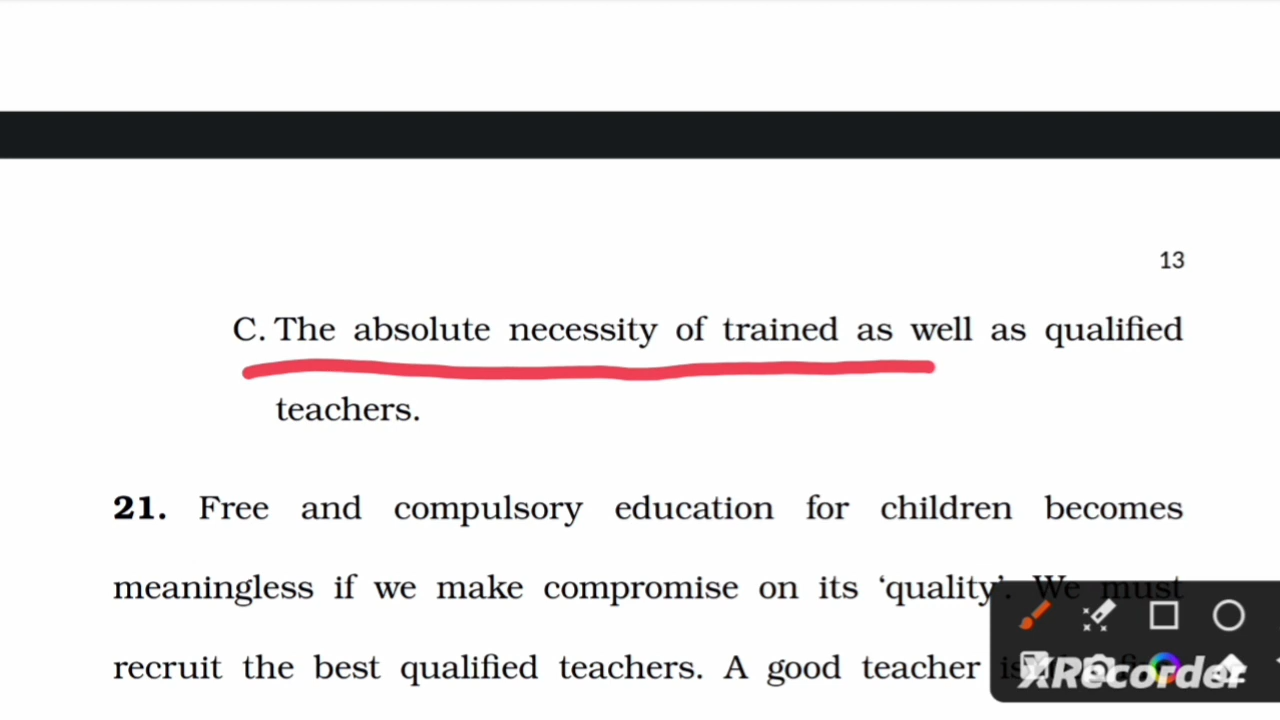 13
C. The absolute necessity of trained as well as qualified
teachers.
21. Free and compulsory education for children becomes
meaningless if we make compromise on its ‘quality’. We must
recruit the best qualified teachers. A good teacher is
XRecorder